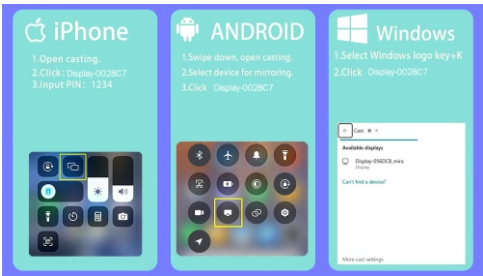 iPhone
1.Open casting.
2.Click: Display-0028C7
3.Input PIN: 1234
ANDROID
1.Swipe down, open casting.
2.Select device for mirroring.
3.Click Display-0028C7
Windows
1.Select Windows logo key+K
2.Click Display-0028C7
Cast
Available displays
Display-056DCB_mira
Display
Can't find a device?
More cast settings